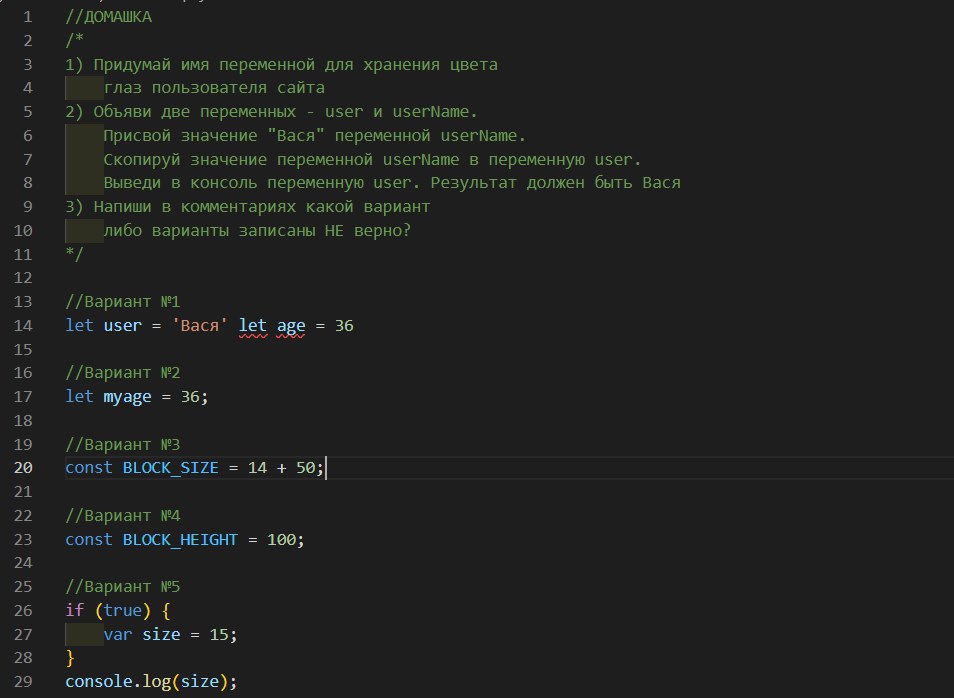 1 //ДОМАШКА
2 /*
3 1) Придумай имя переменной для хранения цвета
4 глаз пользователя сайта
5 2) Объяви две переменных - user и userName.
6 Присвой значение "Вася" переменной userName.
7 Скопируй значение переменной userName в переменную user.
8 Выведи в консоль переменную user. Результат должен быть Вася
9 3) Напиши в комментариях какой вариант
10 либо варианты записаны НЕ верно?
11 */
12
13 //Вариант №1
14 let user = 'Вася' let age = 36
15
16 //Вариант №2
17 let myage = 36;
18
19 //Вариант №3
20 const BLOCK_SIZE = 14 + 50;
21
22 //Вариант №4
23 const BLOCK_HEIGHT = 100;
24
25 //Вариант №5
26 if (true) {
27 var size = 15;
28 }
29 console.log(size);